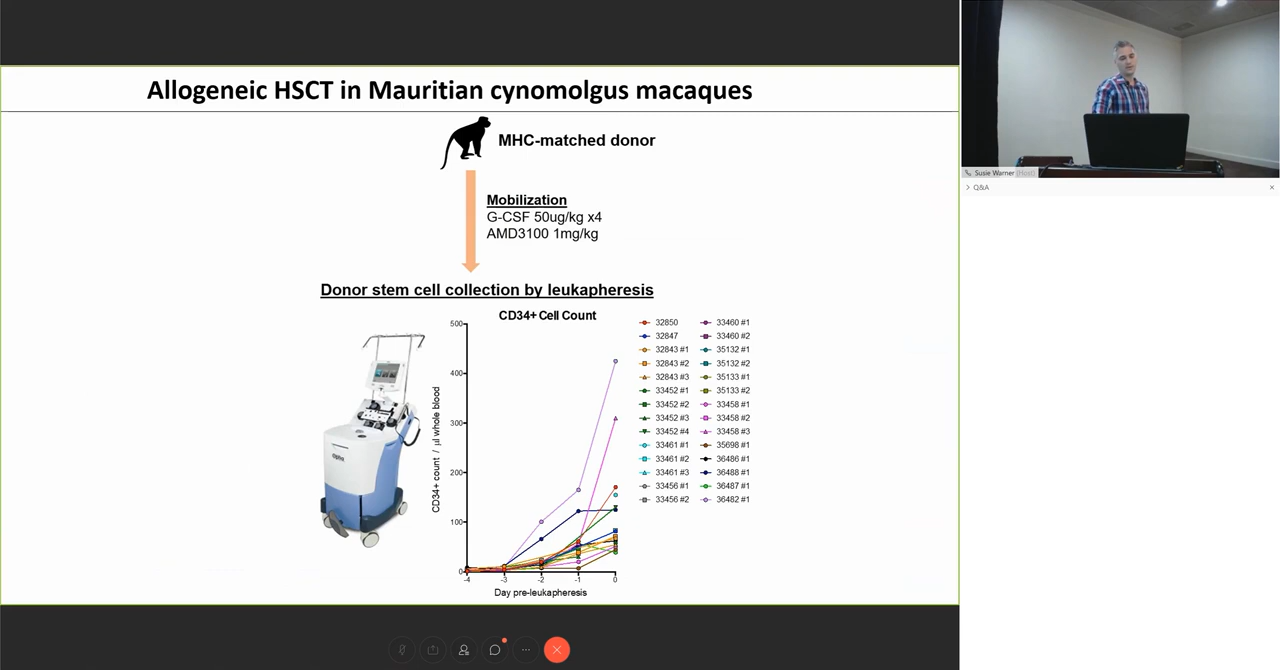 Allogeneic HSCT in Mauritian cynomolgus macaques
MHC-matched donor
Mobilization
G-CSF 50ug/kg x4
AMD3100 1mg/kg
Donor stem cell collection by leukapheresis
CD34+ Cell Count
CD34+ count / µl whole blood
500
400
300
200
100
0
-4 -3 -2 -1 0
Day pre-leukapheresis
32850
32847
32843 #1
32843 #2
32843 #3
33452 #1
33452 #2
33452 #3
33452 #4
33461 #1
33461 #2
33461 #3
33456 #1
33456 #2
33460 #1
33460 #2
35132 #1
35132 #2
35133 #1
35133 #2
33458 #1
33458 #2
33458 #3
35698 #1
36486 #1
36488 #1
36487 #1
36482 #1
Susie Warner (Host)
Q&A